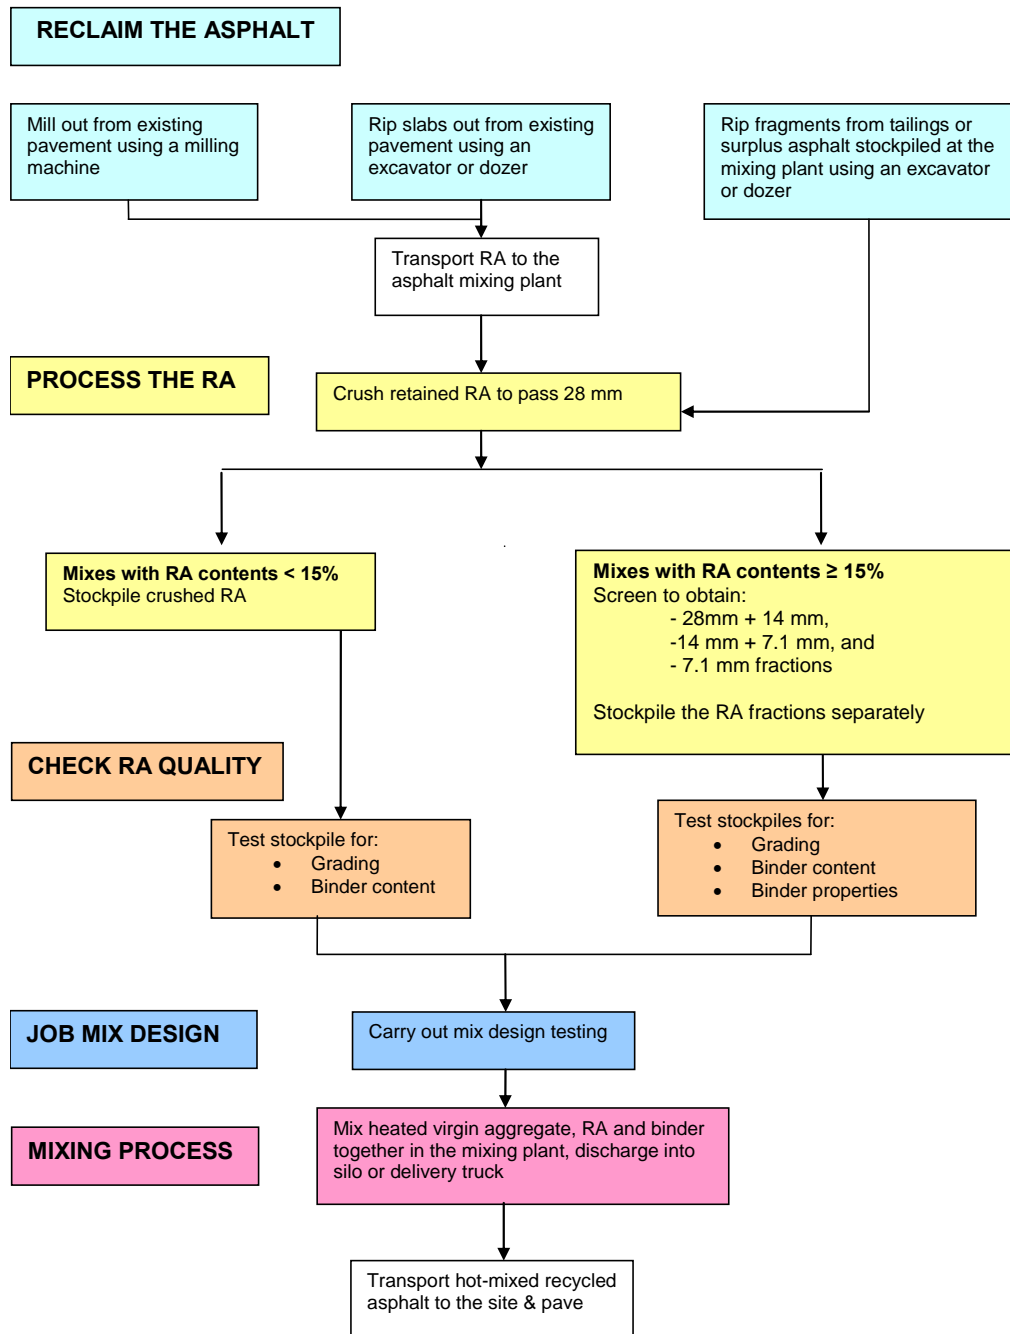 RECLAIM THE ASPHALT
Mill out from existing
pavement using a milling
machine
Rip slabs out from existing
pavement using an
excavator or dozer
Rip fragments from tailings or
surplus asphalt stockpiled at the
mixing plant using an excavator
or dozer
Transport RA to the
asphalt mixing plant
PROCESS THE RA
Crush retained RA to pass 28 mm
Mixes with RA contents < 15%
Stockpile crushed RA
Mixes with RA contents ≥ 15%
Screen to obtain:
- 28mm + 14 mm,
-14 mm + 7.1 mm, and
- 7.1 mm fractions
Stockpile the RA fractions separately
CHECK RA QUALITY
Test stockpile for:
• Grading
• Binder content
Test stockpiles for:
• Grading
• Binder content
• Binder properties
JOB MIX DESIGN
Carry out mix design testing
MIXING PROCESS
Mix heated virgin aggregate, RA and binder
together in the mixing plant, discharge into
silo or delivery truck
Transport hot-mixed recycled
asphalt to the site & pave